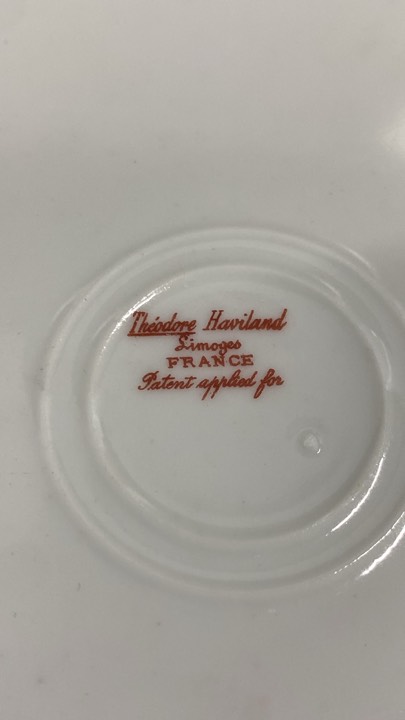 Théodore Haviland
Limoges
FRANCE
Patent applied for